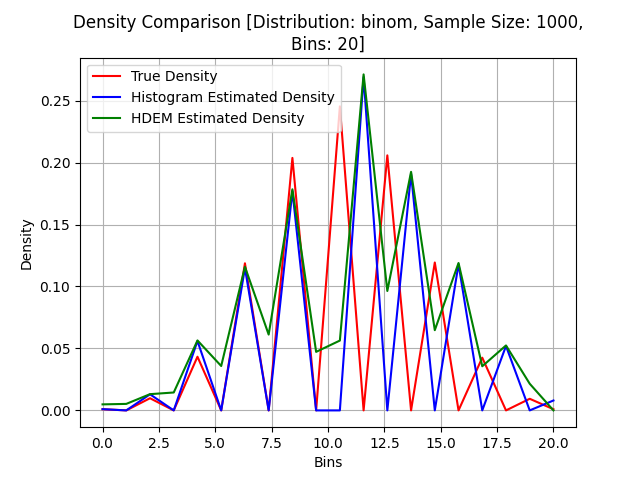 Density Comparison [Distribution: binom, Sample Size: 1000,
Bins: 20]
True Density
Histogram Estimated Density
HDEM Estimated Density
Density
0.25
0.20
0.15
0.10
0.05
0.00
0.0 2.5 5.0 7.5 10.0 12.5 15.0 17.5 20.0
Bins